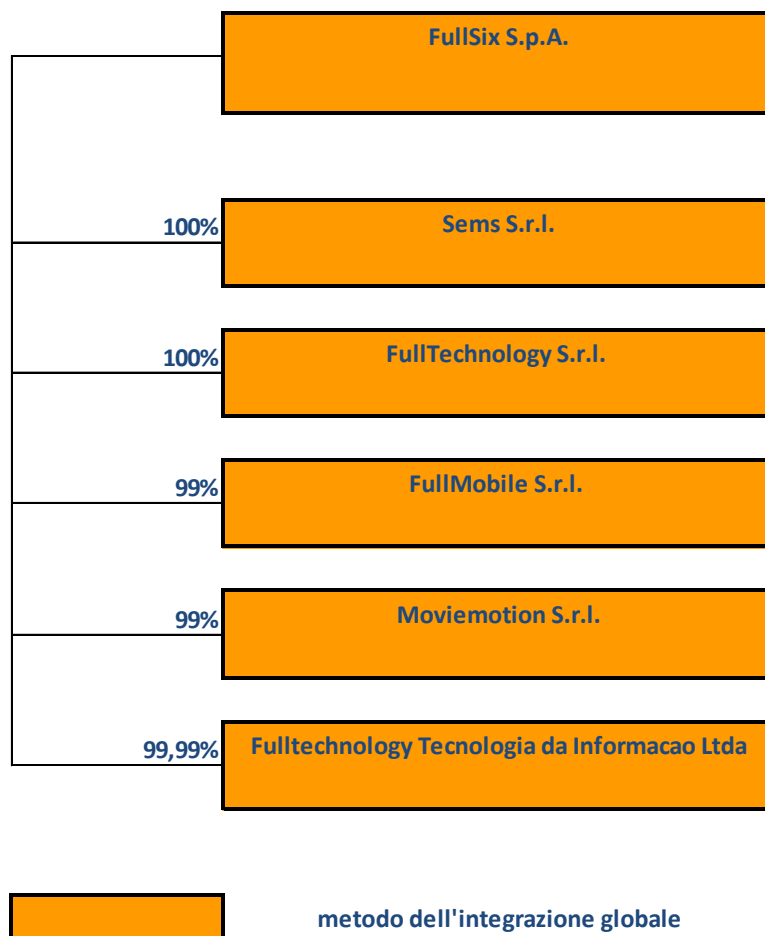 FullSix S.p.A.
100%
Sems S.r.l.
100%
FullTechnology S.r.l.
99%
FullMobile S.r.l.
99%
Moviemotion S.r.l.
99,99%
Fulltechnology Tecnologia da Informacao Ltda
metodo dell'integrazione globale